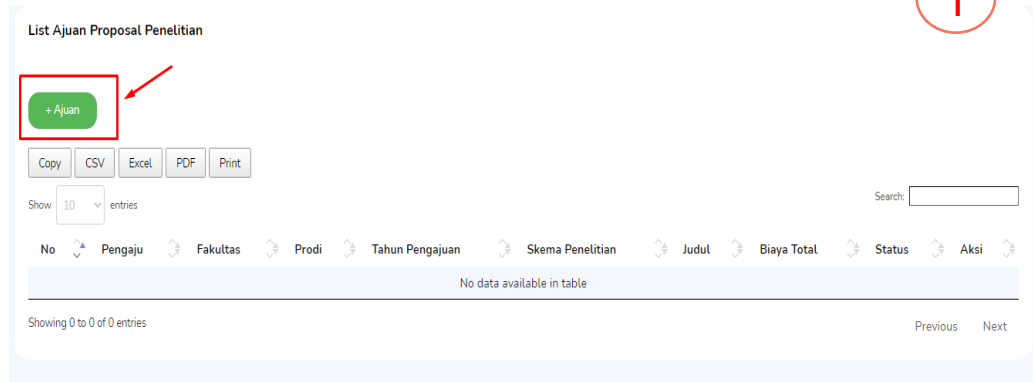 1
List Ajuan Proposal Penelitian
+ Ajuan
Copy CSV Excel PDF Print
Show 10 entries
Search:
No Pengaju Fakultas Prodi Tahun Pengajuan Skema Penelitian Judul Biaya Total Status Aksi
No data available in table
Showing 0 to 0 of 0 entries
Previous Next